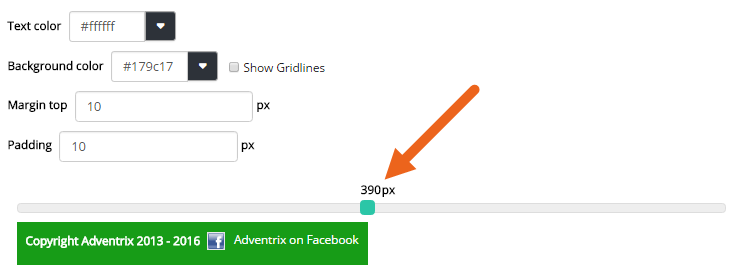 Text color #ffffff
Background color #179c17 Show Gridlines
Margin top 10 px
Padding 10 px
390px
Copyright Adventrix 2013 - 2016 f Adventrix on Facebook